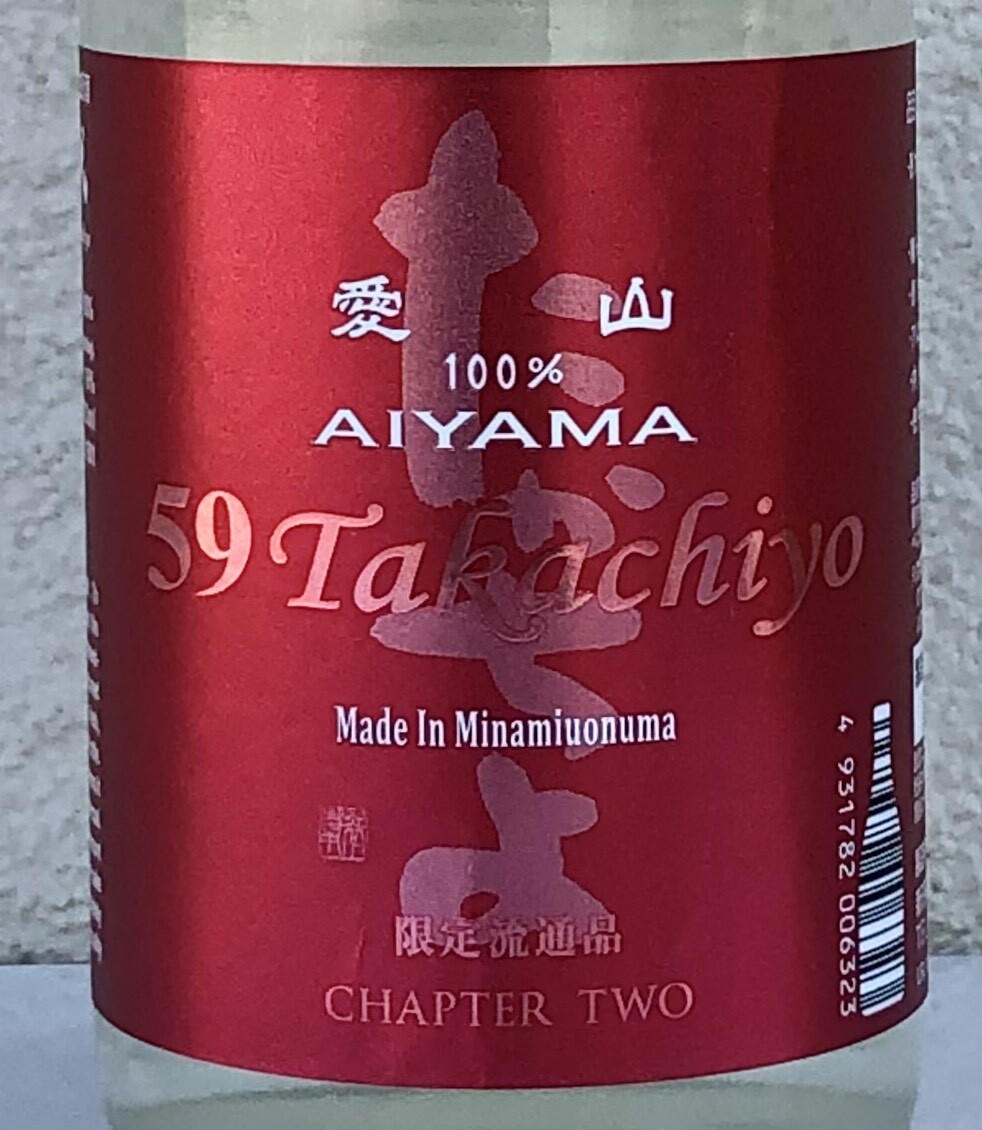 愛山
100%
AIYAMA
59 Takachiyo
Made In Minamiuonuma
限定流通品
CHAPTER TWO
4 931782 006323